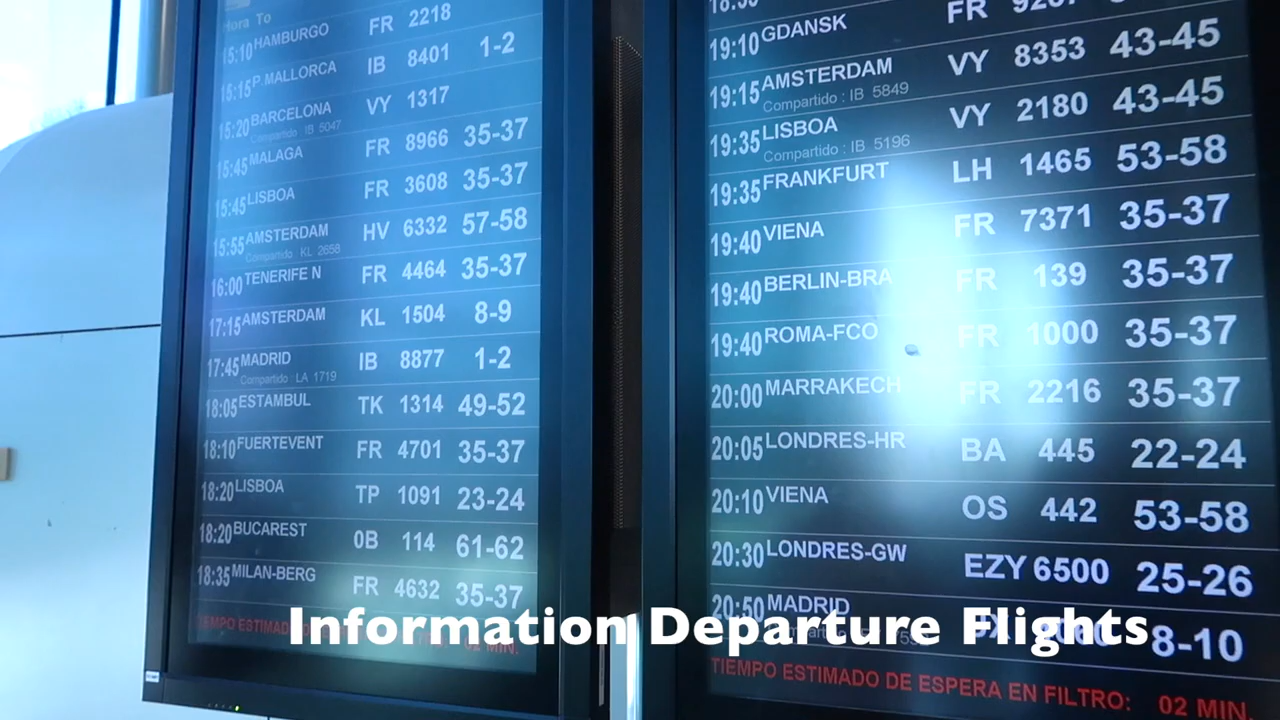 Hora To
15:10 HAMBURGO FR 2218
15:15 P.MALLORCA IB 8401 1-2
15:20 BARCELONA VY 1317
Compartido : IB 5047
15:45 MALAGA FR 8966 35-37
15:45 LISBOA FR 3608 35-37
15:55 AMSTERDAM HV 6332 57-58
Compartido : KL 2658
16:00 TENERIFE N FR 4464 35-37
17:15 AMSTERDAM KL 1504 8-9
17:45 MADRID IB 8877 1-2
Compartido : LA 1719
18:05 ESTAMBUL TK 1314 49-52
18:10 FUERTEVENT FR 4701 35-37
18:20 LISBOA TP 1091 23-24
18:20 BUCAREST 0B 114 61-62
18:35 MILAN-BERG FR 4632 35-37
TIEMPO ESTIMADO 02 MIN.
19:10 GDANSK FR
19:15 AMSTERDAM VY 8353 43-45
Compartido : IB 5849
19:35 LISBOA VY 2180 43-45
Compartido : IB 5196
19:35 FRANKFURT LH 1465 53-58
19:40 VIENA FR 7371 35-37
19:40 BERLIN-BRA FR 139 35-37
19:40 ROMA-FCO FR 1000 35-37
20:00 MARRAKECH FR 2216 35-37
20:05 LONDRES-HR BA 445 22-24
20:10 VIENA OS 442 53-58
20:30 LONDRES-GW EZY 6500 25-26
20:50 MADRID 8-10
TIEMPO ESTIMADO DE ESPERA EN FILTRO: 02 MIN.
Information Departure Flights